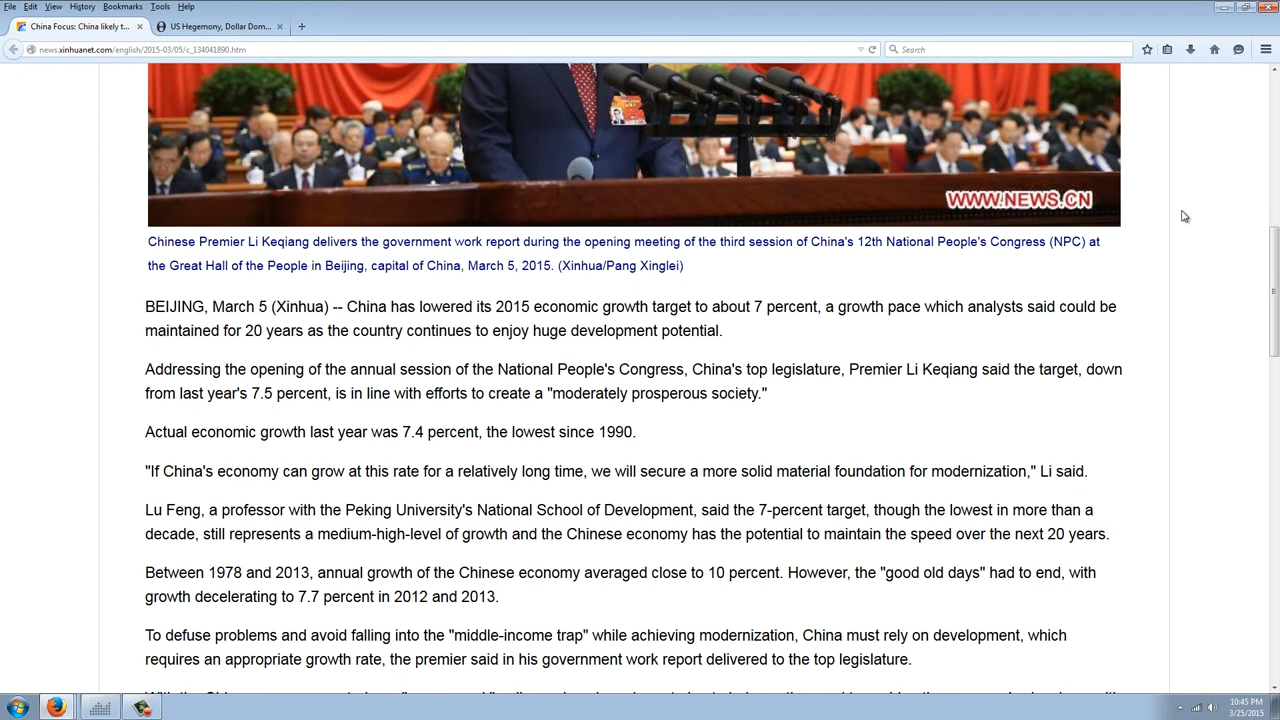 File Edit View History Bookmarks Tools Help
China Focus: China likely t... × US Hegemony, Dollar Dom... × +
news.xinhuanet.com/english/2015-03/05/c_134041890.htm Search
WWW.NEWS.CN
Chinese Premier Li Keqiang delivers the government work report during the opening meeting of the third session of China's 12th National People's Congress (NPC) at
the Great Hall of the People in Beijing, capital of China, March 5, 2015. (Xinhua/Pang Xinglei)
BEIJING, March 5 (Xinhua) -- China has lowered its 2015 economic growth target to about 7 percent, a growth pace which analysts said could be
maintained for 20 years as the country continues to enjoy huge development potential.
Addressing the opening of the annual session of the National People's Congress, China's top legislature, Premier Li Keqiang said the target, down
from last year's 7.5 percent, is in line with efforts to create a "moderately prosperous society."
Actual economic growth last year was 7.4 percent, the lowest since 1990.
"If China's economy can grow at this rate for a relatively long time, we will secure a more solid material foundation for modernization," Li said.
Lu Feng, a professor with the Peking University's National School of Development, said the 7-percent target, though the lowest in more than a
decade, still represents a medium-high-level of growth and the Chinese economy has the potential to maintain the speed over the next 20 years.
Between 1978 and 2013, annual growth of the Chinese economy averaged close to 10 percent. However, the "good old days" had to end, with
growth decelerating to 7.7 percent in 2012 and 2013.
To defuse problems and avoid falling into the "middle-income trap" while achieving modernization, China must rely on development, which
requires an appropriate growth rate, the premier said in his government work report delivered to the top legislature.
10:45 PM
3/25/2015